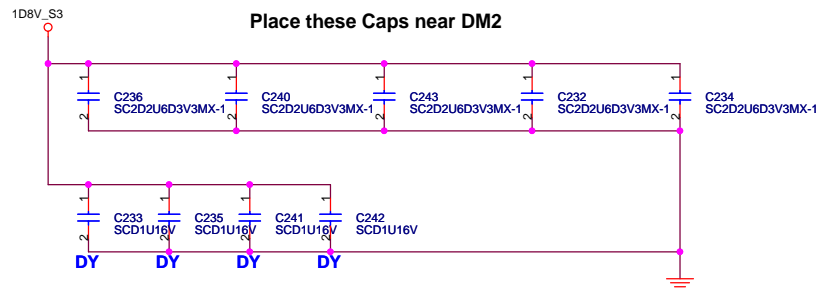 1D8V_S3
Place these Caps near DM2
1
2
C236
SC2D2U6D3V3MX-1
1
2
C240
SC2D2U6D3V3MX-1
1
2
C243
SC2D2U6D3V3MX-1
1
2
C232
SC2D2U6D3V3MX-1
1
2
C234
SC2D2U6D3V3MX-1
1
2
C233
SCD1U16V
DY
1
2
C235
SCD1U16V
DY
1
2
C241
SCD1U16V
DY
1
2
C242
SCD1U16V
DY